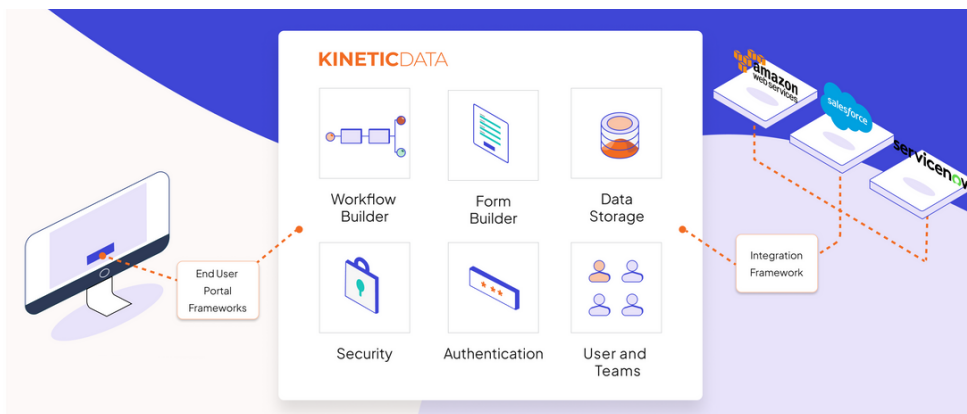 KINETICDATA
Workflow
Builder
Form
Builder
Data
Storage
Security
Authentication
User and
Teams
End User
Portal
Frameworks
Integration
Framework
amazon
web services
salesforce
servicenow